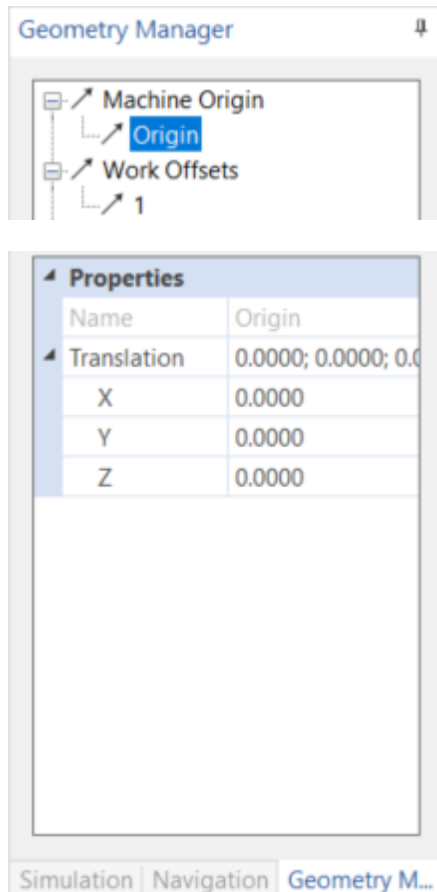 Geometry Manager
Machine Origin
Origin
Work Offsets
1
Properties
Name Origin
Translation 0.0000; 0.0000; 0.0
X 0.0000
Y 0.0000
Z 0.0000
Simulation Navigation Geometry M...